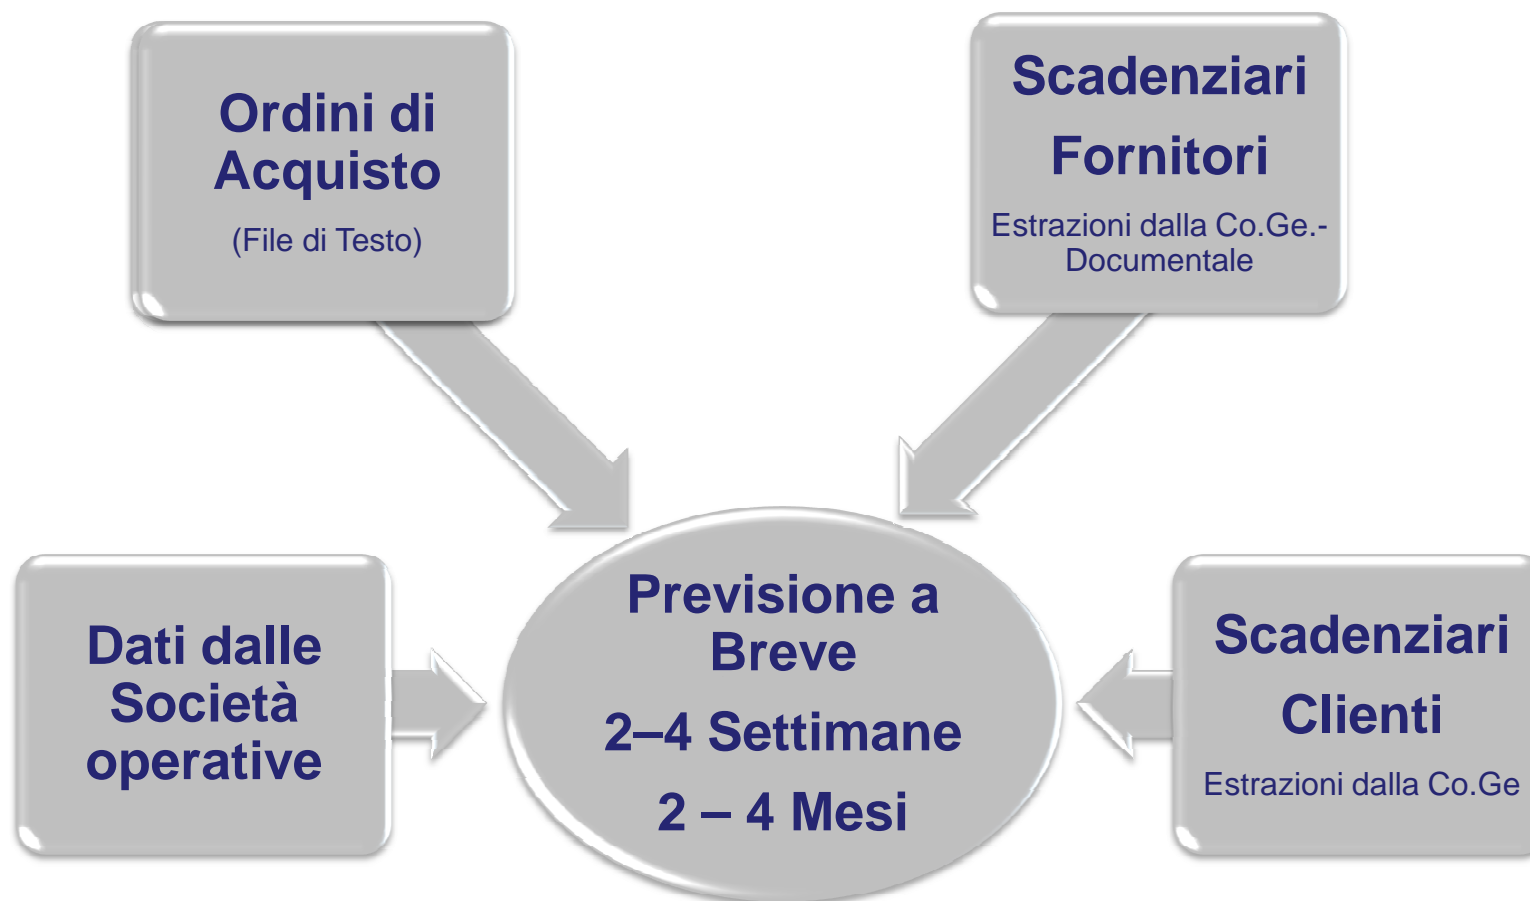 Ordini di
Acquisto
(File di Testo)
Scadenziari
Fornitori
Estrazioni dalla Co.Ge.-
Documentale
Dati dalle
Società
operative
Previsione a
Breve
2–4 Settimane
2 – 4 Mesi
Scadenziari
Clienti
Estrazioni dalla Co.Ge